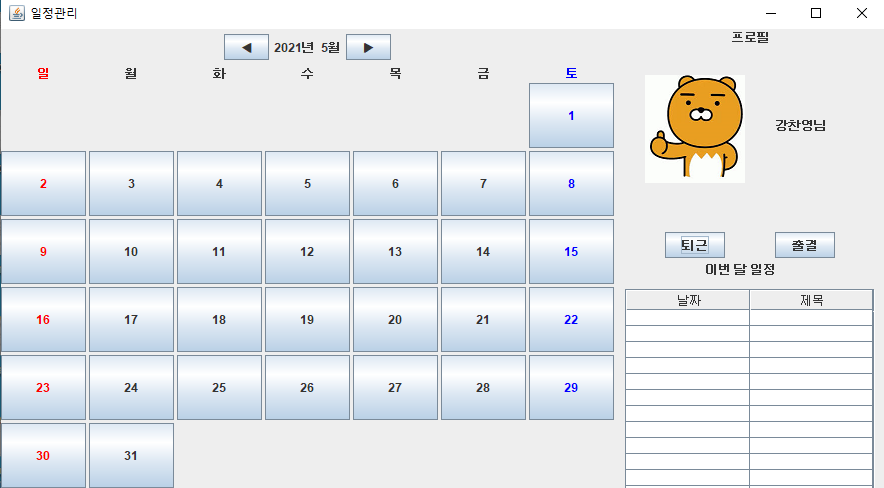 일정관리
◀ 2021년 5월 ▶
일 월 화 수 목 금 토
1
2 3 4 5 6 7 8
9 10 11 12 13 14 15
16 17 18 19 20 21 22
23 24 25 26 27 28 29
30 31
프로필
강찬영님
퇴근 출결
이번 달 일정
날짜 제목